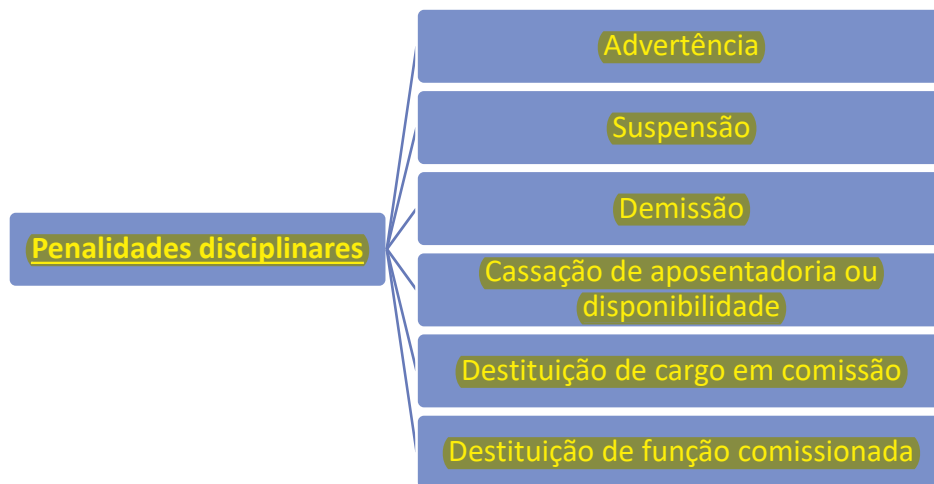 Penalidades disciplinares
Advertência
Suspensão
Demissão
Cassação de aposentadoria ou
disponibilidade
Destituição de cargo em comissão
Destituição de função comissionada